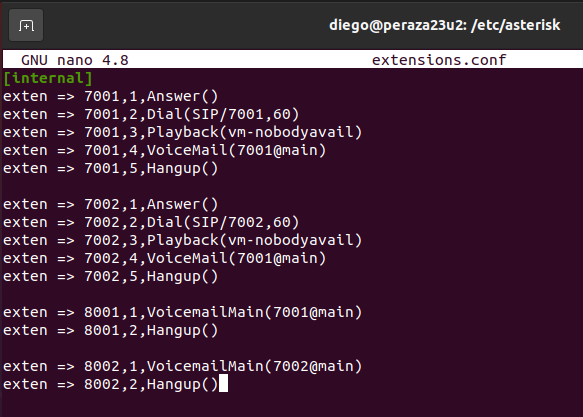 diego@peraza23u2: /etc/asterisk
GNU nano 4.8 extensions.conf
[internal]
exten => 7001,1,Answer()
exten => 7001,2,Dial(SIP/7001,60)
exten => 7001,3,Playback(vm-nobodyavail)
exten => 7001,4,VoiceMail(7001@main)
exten => 7001,5,Hangup()

exten => 7002,1,Answer()
exten => 7002,2,Dial(SIP/7002,60)
exten => 7002,3,Playback(vm-nobodyavail)
exten => 7002,4,VoiceMail(7001@main)
exten => 7002,5,Hangup()

exten => 8001,1,VoicemailMain(7001@main)
exten => 8001,2,Hangup()

exten => 8002,1,VoicemailMain(7002@main)
exten => 8002,2,Hangup()